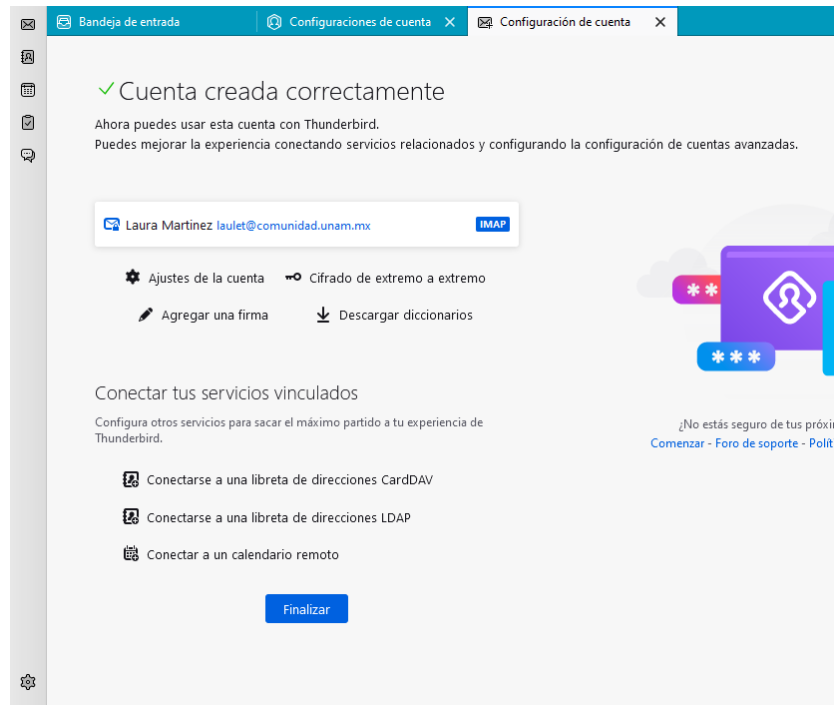 Bandeja de entrada
Configuraciones de cuenta
Configuración de cuenta
Cuenta creada correctamente
Ahora puedes usar esta cuenta con Thunderbird.
Puedes mejorar la experiencia conectando servicios relacionados y configurando la configuración de cuentas avanzadas.
Laura Martinez laulet@comunidad.unam.mx IMAP
Ajustes de la cuenta Cifrado de extremo a extremo
Agregar una firma Descargar diccionarios
***
Conectar tus servicios vinculados
Configura otros servicios para sacar el máximo partido a tu experiencia de
Thunderbird.
¿No estás seguro de tus próxi
Comenzar - Foro de soporte - Polít
Conectarse a una libreta de direcciones CardDAV
Conectarse a una libreta de direcciones LDAP
Conectar a un calendario remoto
Finalizar